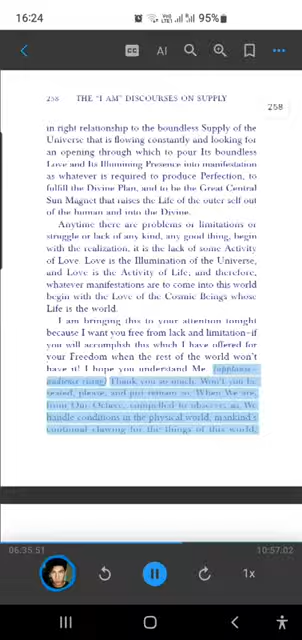 16:24
95%
CC
AI
258 THE "I AM" DISCOURSES ON SUPPLY
258
in right relationship to the boundless Supply of the
Universe that is flowing constantly and looking for
an opening through which to pour Its boundless
Love and Its Illumining Presence into manifestation
as whatever is required to produce Perfection, to
fulfill the Divine Plan, and to be the Great Central
Sun Magnet that raises the Life of the outer self out
of the human and into the Divine.
Anytime there are problems or limitations or
struggle or lack of any kind, any good thing, begin
with the realization, it is the lack of some Activity
of Love. Love is the Illumination of the Universe,
and Love is the Activity of Life; and therefore,
whatever manifestations are to come into this world
begin with the Love of the Cosmic Beings whose
Life is the world.
I am bringing this to your attention tonight
because I want you free from lack and limitation—if
you will accomplish this which I have offered for
your Freedom when the rest of the world won't
have it! I hope you understand Me. (applause—
audience rising) Thank you so much. Won't you be
seated, please, and just remain so. When We are,
from Our Octave, compelled to observe, as We
handle conditions in the physical world, mankind's
continual clawing for the things of this world,
06:35:51
10:57:02
1x